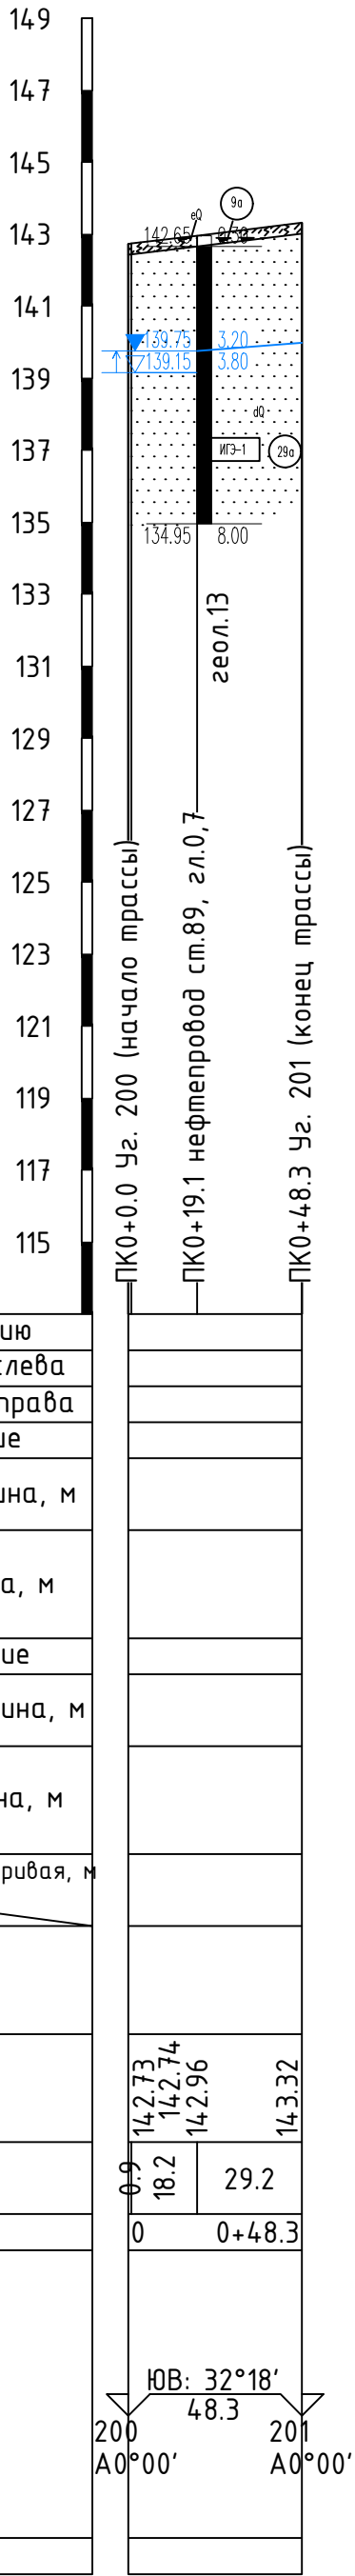 149
147
145
143
141
139
137
135
133
131
129
127
125
123
121
119
117
115
eQ
9а
142.65 0.30
139.75 3.20
139.15 3.80
dQ
ИГЭ-1
29а
134.95 8.00
геол.13
ПК0+0.0 Уг. 200 (начало трассы)
ПК0+19.1 нефтепровод ст.89, гл.0,7
ПК0+48.3 Уг. 201 (конец трассы)
ию
слева
права
ие
ина, м
а, м
ие
ина, м
на, м
ривая, м
142.73
142.74
142.96
143.32
0.9
18.2
29.2
0
0+48.3
ЮВ: 32°18'
48.3
200
А0°00'
201
А0°00'